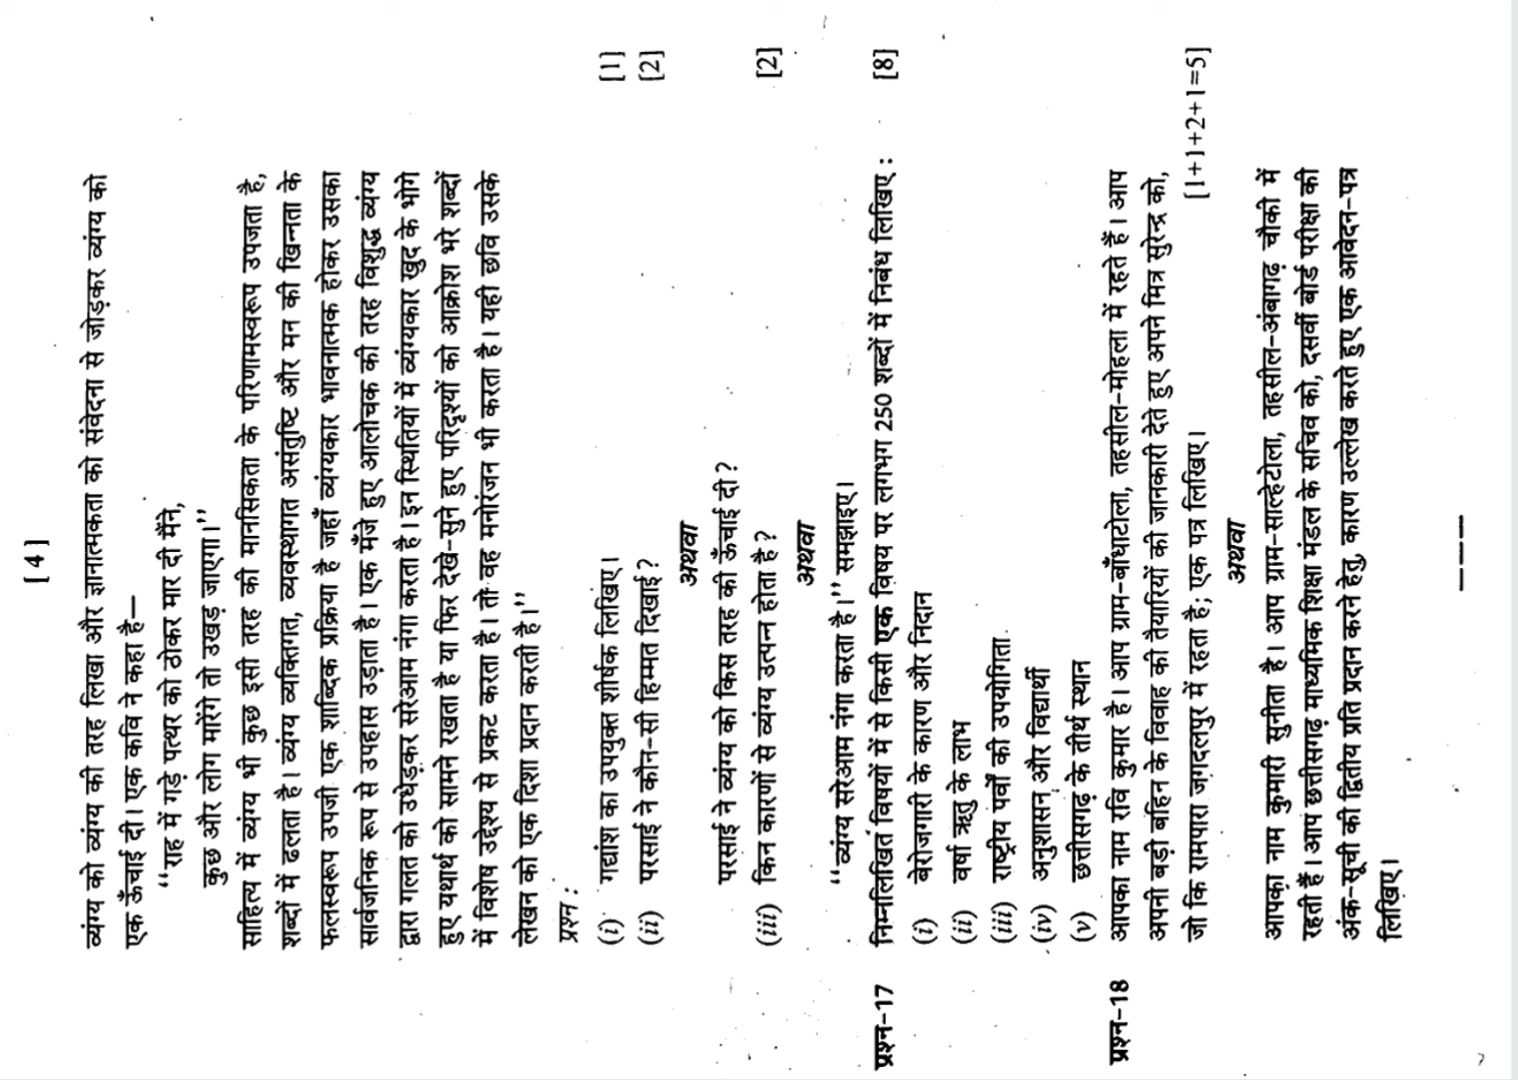 [ 4 ]
व्यंग्य को व्यंग्य की तरह लिखा और ज्ञानात्मकता को संवेदना से जोड़कर व्यंग्य को
एक ऊँचाई दी। एक कवि ने कहा है—
“राह में गड़े पत्थर को ठोकर मार दी मैंने,
कुछ और लोग मारेंगे तो उखड़ जाएगा।”
साहित्य में व्यंग्य भी कुछ इसी तरह की मानसिकता के परिणामस्वरूप उपजता है,
शब्दों में ढलता है। व्यंग्य व्यक्तिगत, व्यवस्थागत असंतुष्टि और मन की खिन्नता के
फलस्वरूप उपजी एक शाब्दिक प्रक्रिया है जहाँ व्यंग्यकार भावनात्मक होकर उसका
सार्वजनिक रूप से उपहास उड़ाता है। एक मँजे हुए आलोचक की तरह विशुद्ध व्यंग्य
द्वारा गलत को उधेड़कर सरेआम नंगा करता है। इन स्थितियों में व्यंग्यकार खुद के भोगे
हुए यथार्थ को सामने रखता है या फिर देखे-सुने हुए परिदृश्यों को आक्रोश भरे शब्दों
में विशेष उद्देश्य से प्रकट करता है। तो वह मनोरंजन भी करता है। यही छवि उसके
लेखन को एक दिशा प्रदान करती है।”
प्रश्न :
(i) गद्यांश का उपयुक्त शीर्षक लिखिए। [1]
(ii) परसाई ने कौन-सी हिम्मत दिखाई? [2]
अथवा
परसाई ने व्यंग्य को किस तरह की ऊँचाई दी?
(iii) किन कारणों से व्यंग्य उत्पन्न होता है? [2]
अथवा
“व्यंग्य सरेआम नंगा करता है।” समझाइए।
प्रश्न-17 निम्नलिखित विषयों में से किसी एक विषय पर लगभग 250 शब्दों में निबंध लिखिए : [8]
(i) बेरोजगारी के कारण और निदान
(ii) वर्षा ऋतु के लाभ
(iii) राष्ट्रीय पर्वों की उपयोगिता
(iv) अनुशासन और विद्यार्थी
(v) छत्तीसगढ़ के तीर्थ स्थान
प्रश्न-18 आपका नाम रवि कुमार है। आप ग्राम-बाँधाटोला, तहसील-मोहला में रहते हैं। आप
अपनी बड़ी बहिन के विवाह की तैयारियों की जानकारी देते हुए अपने मित्र सुरेन्द्र को,
जो कि रामपारा जगदलपुर में रहता है; एक पत्र लिखिए। [1+1+2+1=5]
अथवा
आपका नाम कुमारी सुनीता है। आप ग्राम-साल्हेटोला, तहसील-अंबागढ़ चौकी में
रहती हैं। आप छत्तीसगढ़ माध्यमिक शिक्षा मंडल के सचिव को, दसवीं बोर्ड परीक्षा की
अंक-सूची की द्वितीय प्रति प्रदान करने हेतु, कारण उल्लेख करते हुए एक आवेदन-पत्र
लिखिए।